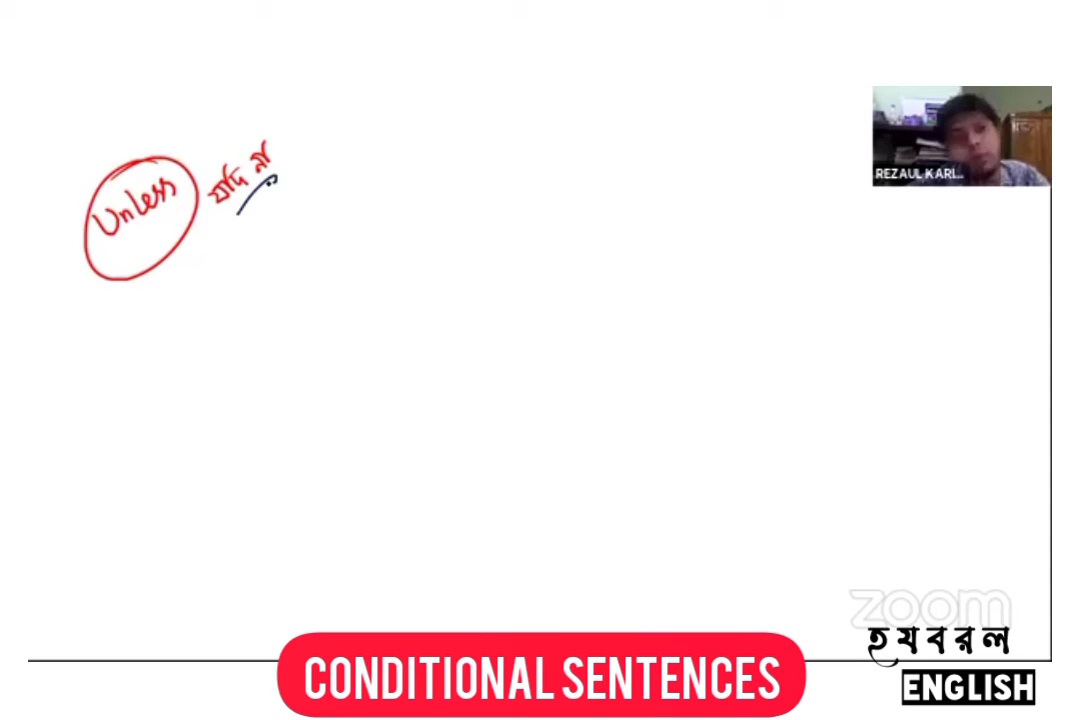 Unless যদি না
REZAUL KARI...
zoom
হযবরল
CONDITIONAL SENTENCES
ENGLISH